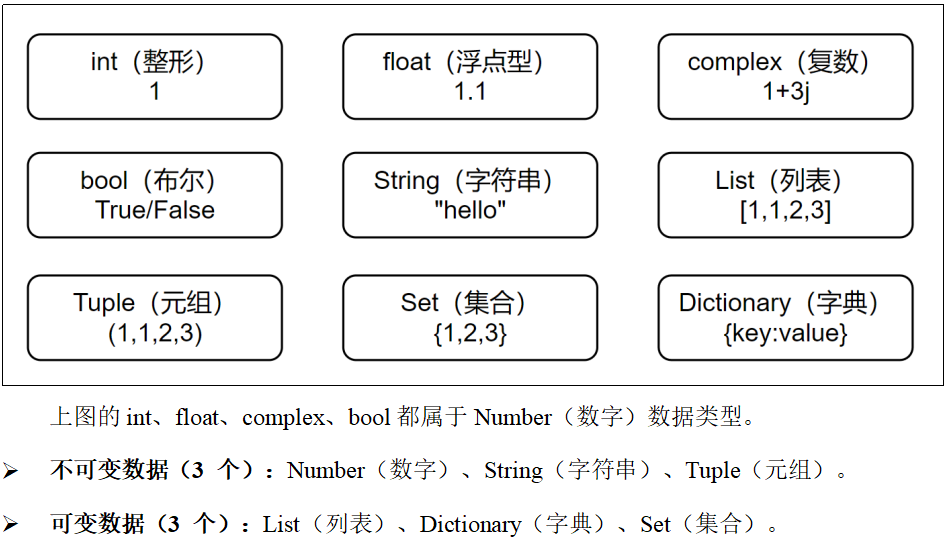 int（整形）
1
float（浮点型）
1.1
complex（复数）
1+3j
bool（布尔）
True/False
String（字符串）
"hello"
List（列表）
[1,1,2,3]
Tuple（元组）
(1,1,2,3)
Set（集合）
{1,2,3}
Dictionary（字典）
{key:value}
上图的 int、float、complex、bool 都属于 Number（数字）数据类型。
➢ 不可变数据（3 个）：Number（数字）、String（字符串）、Tuple（元组）。
➢ 可变数据（3 个）：List（列表）、Dictionary（字典）、Set（集合）。